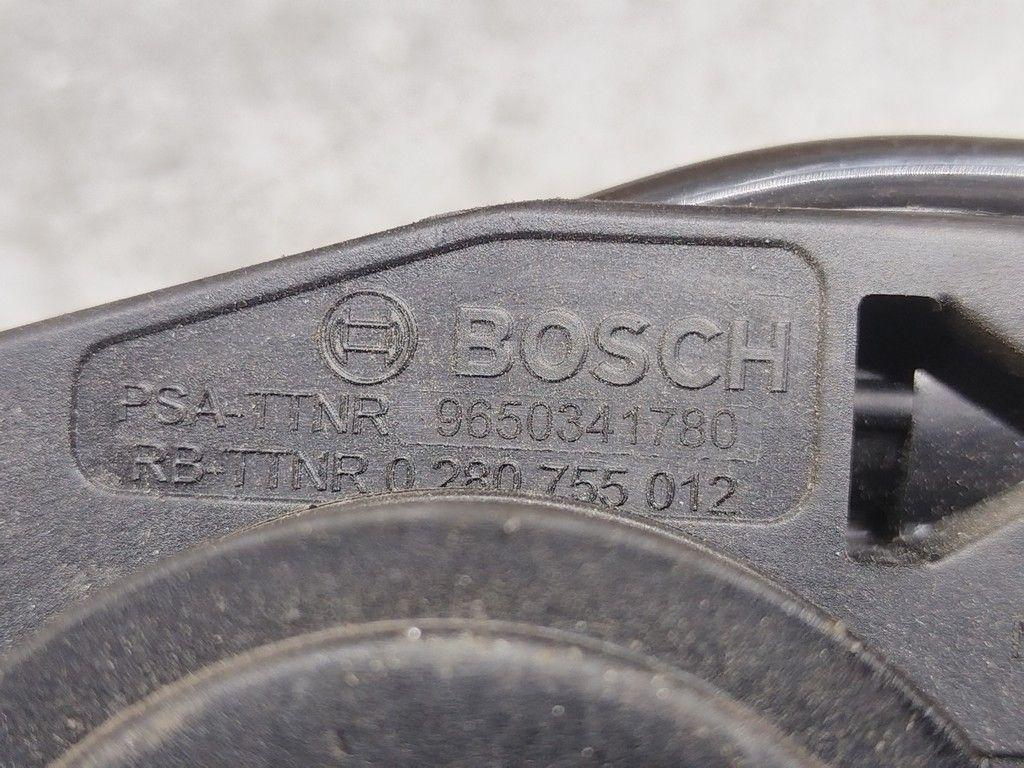 BOSCH
PSA-TTNR 9650341780
RB-TTNR 0 280 755 012